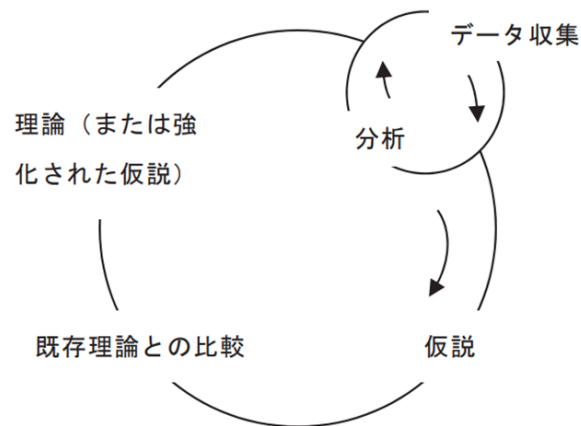 データ収集
分析
理論（または強
化された仮説）
既存理論との比較
仮説